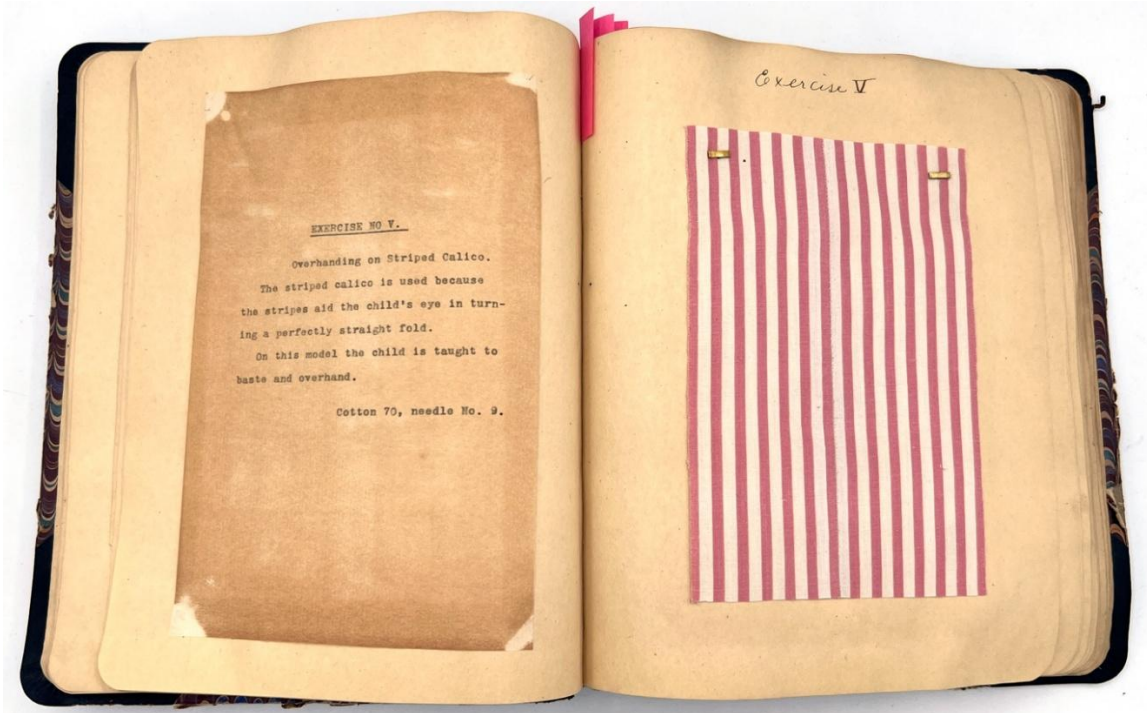 EXERCISE NO V.
Overhanding on Striped Calico.
The striped calico is used because
the stripes aid the child's eye in turn-
ing a perfectly straight fold.
On this model the child is taught to
baste and overhand.
Cotton 70, needle No. 9.
Exercise V